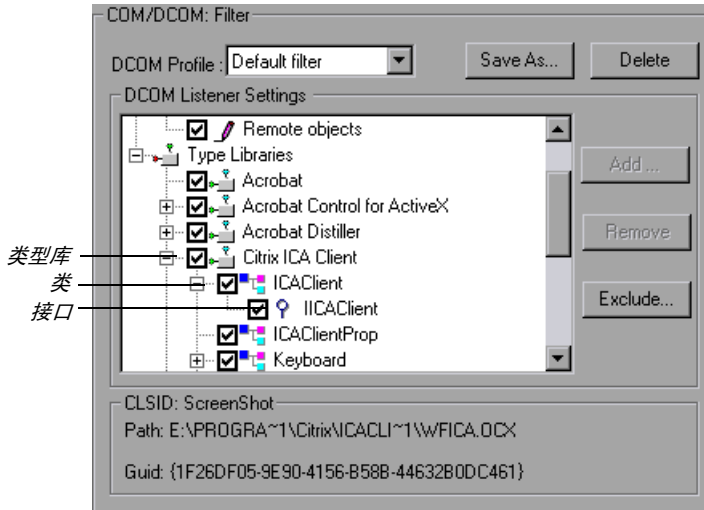 COM/DCOM: Filter
DCOM Profile : Default filter Save As... Delete
DCOM Listener Settings
Remote objects
Type Libraries
Acrobat
Add ...
Acrobat Control for ActiveX
Acrobat Distiller
Remove
类型库 Citrix ICA Client
类 ICAClient
接口 IICAClient
Exclude...
ICAClientProp
Keyboard
CLSID: ScreenShot
Path: E:\PROGRA~1\Citrix\ICACLI~1\WFICA.OCX
Guid: {1F26DF05-9E90-4156-B58B-44632B0DC461}